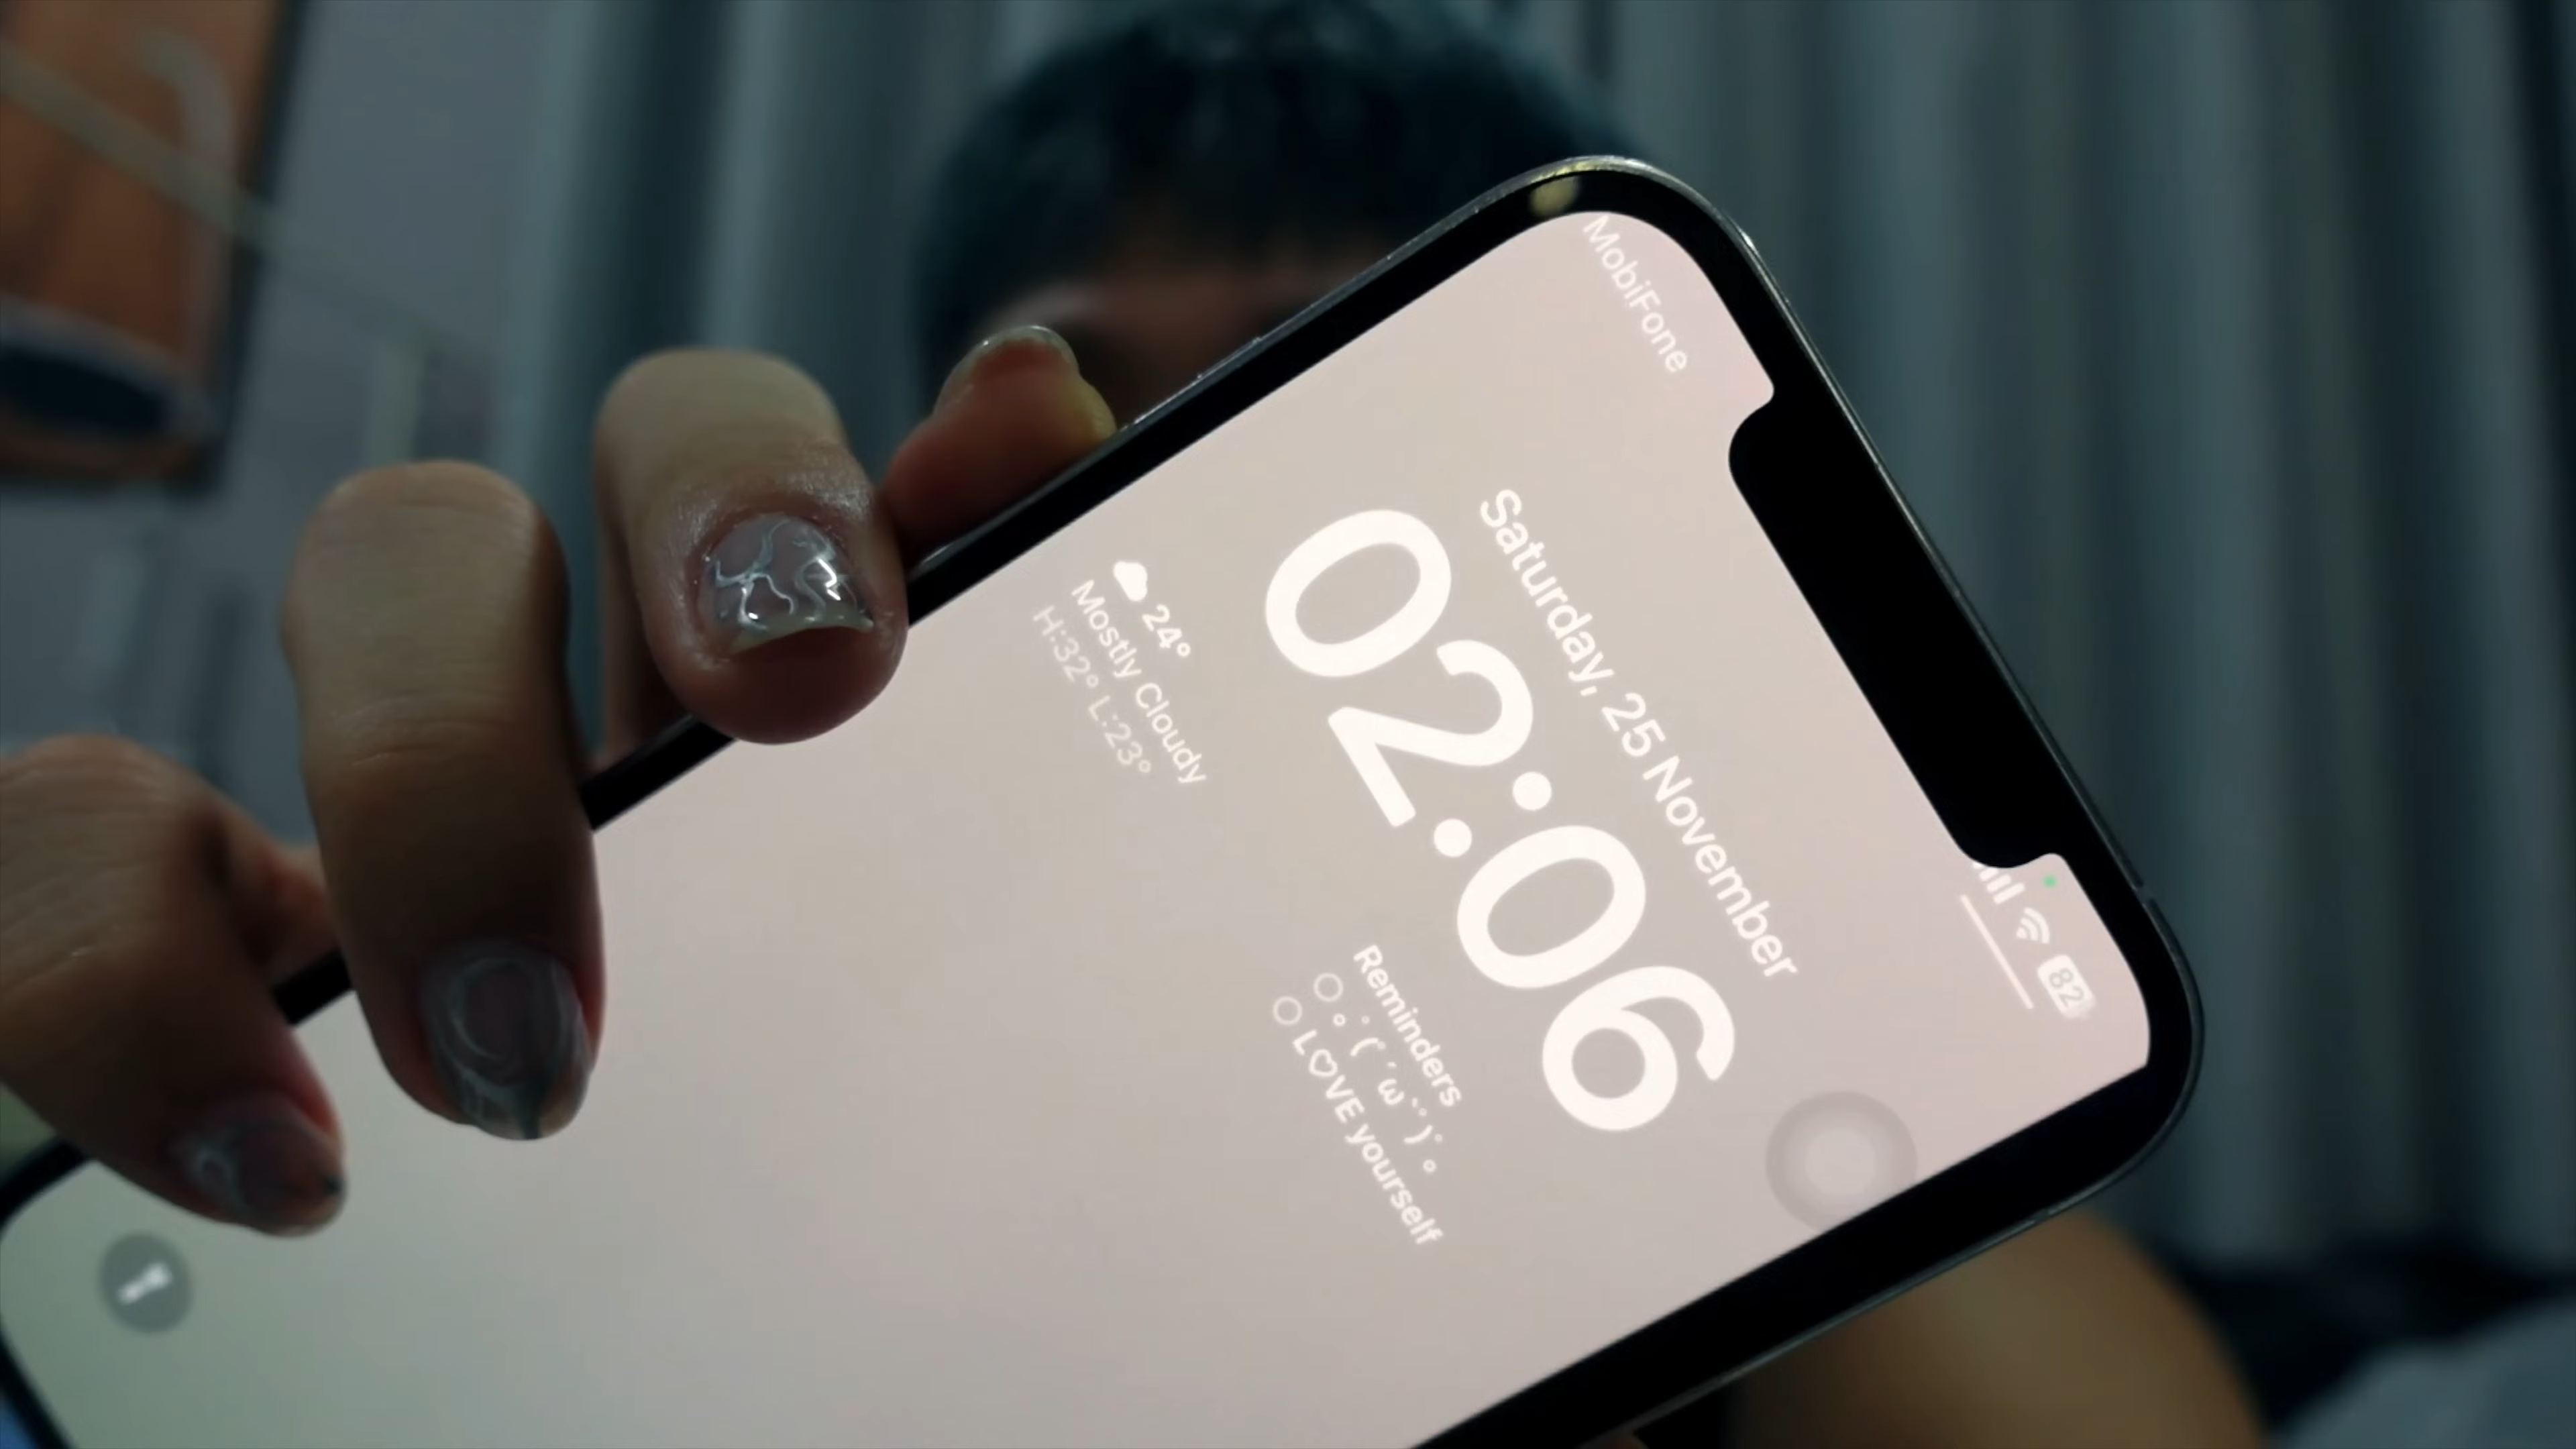 MobiFone
82
Saturday, 25 November
02:06
24°
Mostly Cloudy
H:32° L:23°
Reminders
｡ﾟ･(´ω`)･ﾟ｡
L♡VE yourself